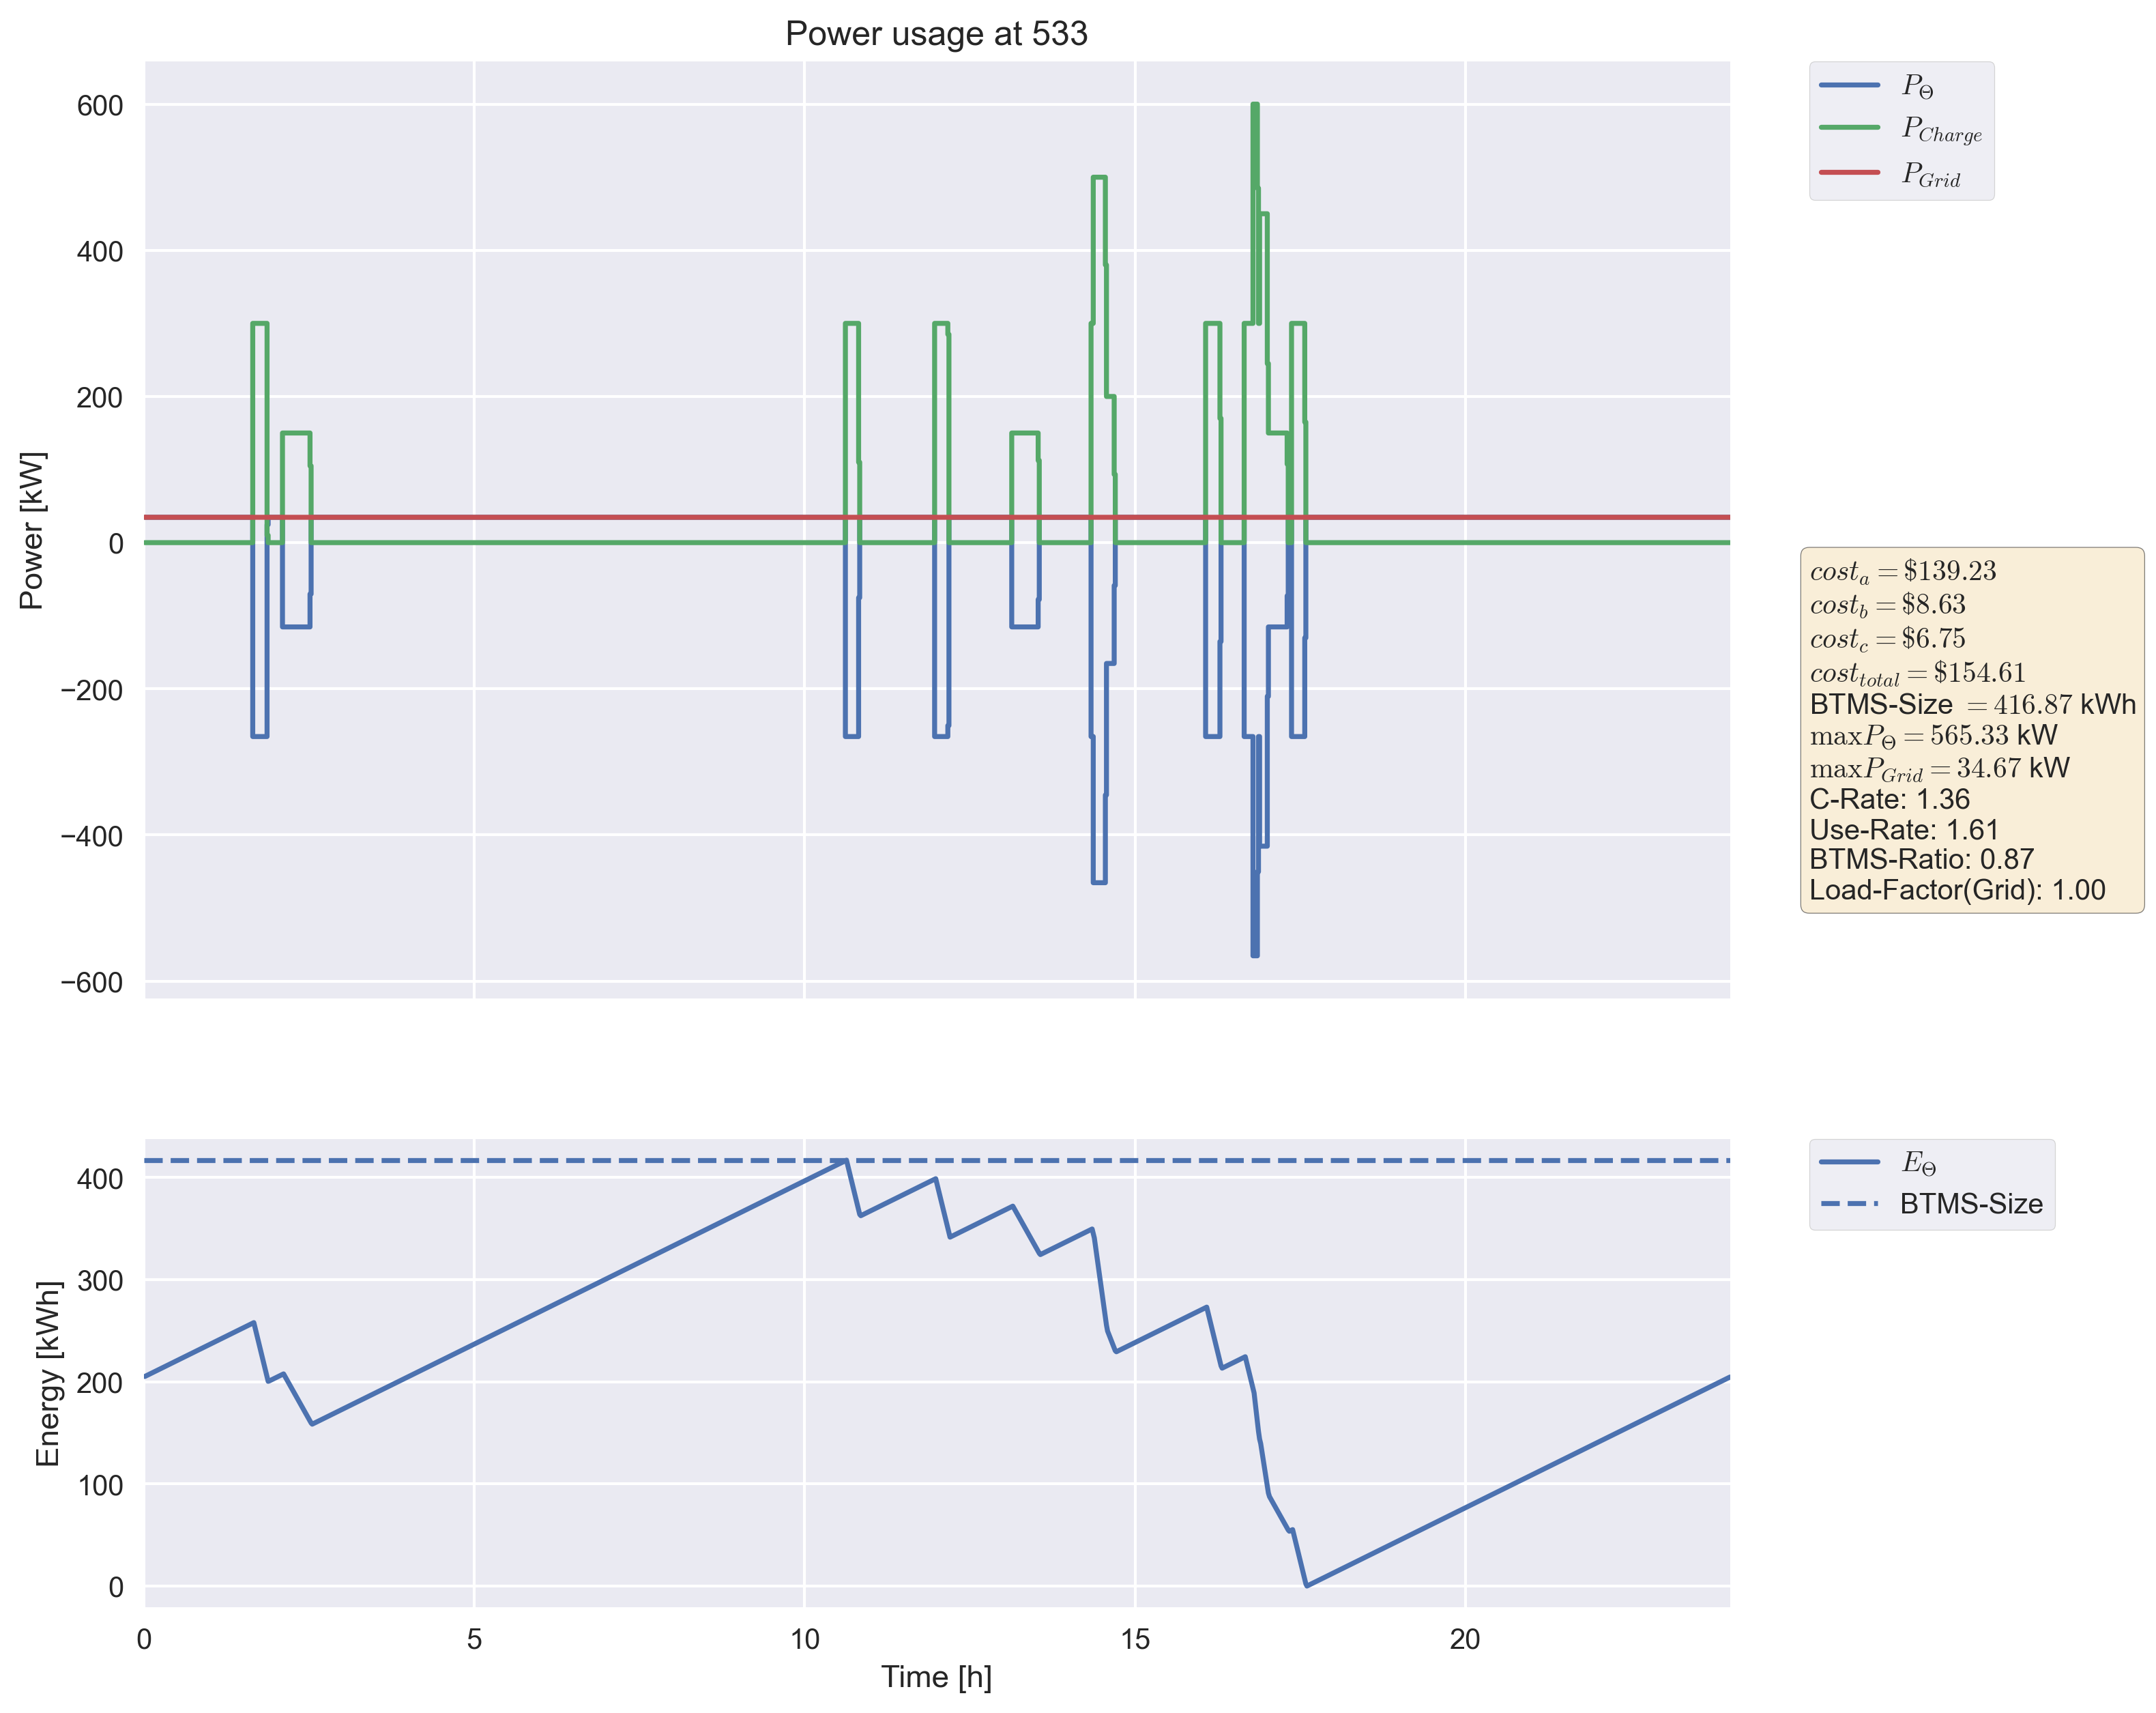 Power usage at 533
600
400
200
0
−200
−400
−600
Power [kW]
P_Θ
P_Charge
P_Grid
cost_a = $139.23
cost_b = $8.63
cost_c = $6.75
cost_total = $154.61
BTMS-Size = 416.87 kWh
max P_Θ = 565.33 kW
max P_Grid = 34.67 kW
C-Rate: 1.36
Use-Rate: 1.61
BTMS-Ratio: 0.87
Load-Factor(Grid): 1.00
400
300
200
100
0
Energy [kWh]
E_Θ
BTMS-Size
0 5 10 15 20
Time [h]